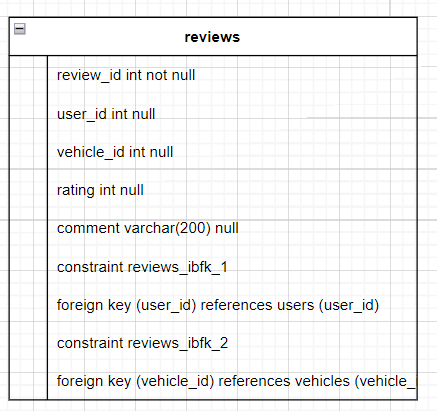 reviews
review_id int not null
user_id int null
vehicle_id int null
rating int null
comment varchar(200) null
constraint reviews_ibfk_1
foreign key (user_id) references users (user_id)
constraint reviews_ibfk_2
foreign key (vehicle_id) references vehicles (vehicle_